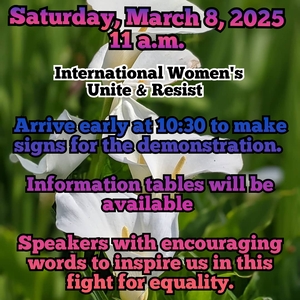 Saturday, March 8, 2025
11 a.m.
International Women's
Unite & Resist
Arrive early at 10:30 to make
signs for the demonstration.
Information tables will be
available
Speakers with encouraging
words to inspire us in this
fight for equality.